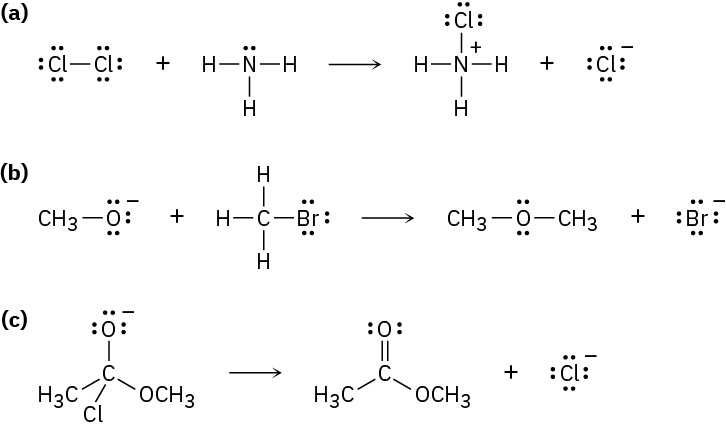 (a)
Cl
Cl—Cl + H—N—H ⟶ H—N⁺—H + Cl⁻
H H
(b)
H H
CH₃—O⁻ + H—C—Br ⟶ CH₃—O—CH₃ + Br⁻
H
(c)
O⁻ O
C ⟶ C + Cl⁻
H₃C OCH₃ H₃C OCH₃
Cl